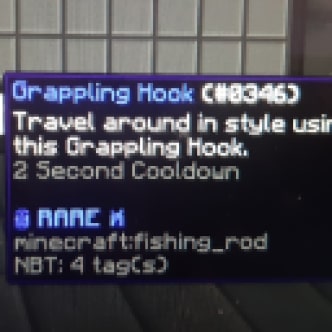 Grappling Hook (#0346)
Travel around in style usin
this Grappling Hook.
2 Second Cooldown
RARE
minecraft:fishing_rod
NBT: 4 tag(s)